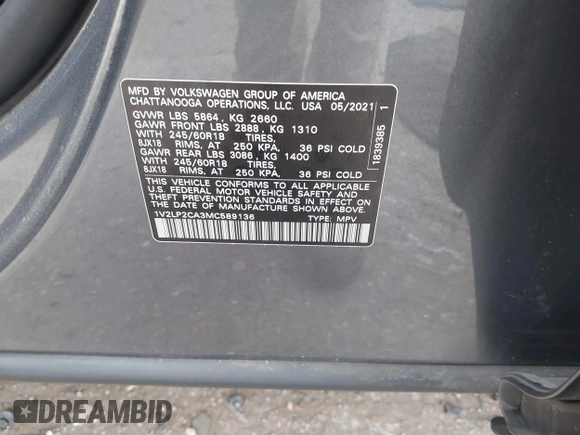 MFD BY VOLKSWAGEN GROUP OF AMERICA
CHATTANOOGA OPERATIONS, LLC. USA 05/2021
GVWR LBS 5864, KG 2660
GAWR FRONT LBS 2888, KG 1310
WITH 245/60R18 TIRES,
8JX18 RIMS, AT 250 KPA, 36 PSI COLD
GAWR REAR LBS 3086, KG 1400
WITH 245/60R18 TIRES,
8JX18 RIMS, AT 250 KPA, 36 PSI COLD
THIS VEHICLE CONFORMS TO ALL APPLICABLE
U.S. FEDERAL MOTOR VEHICLE SAFETY AND
THEFT PREVENTION STANDARDS IN EFFECT ON
THE DATE OF MANUFACTURE SHOWN ABOVE.
1V2LP2CA3MC589136 TYPE: MPV
1839385 1
DREAMBID